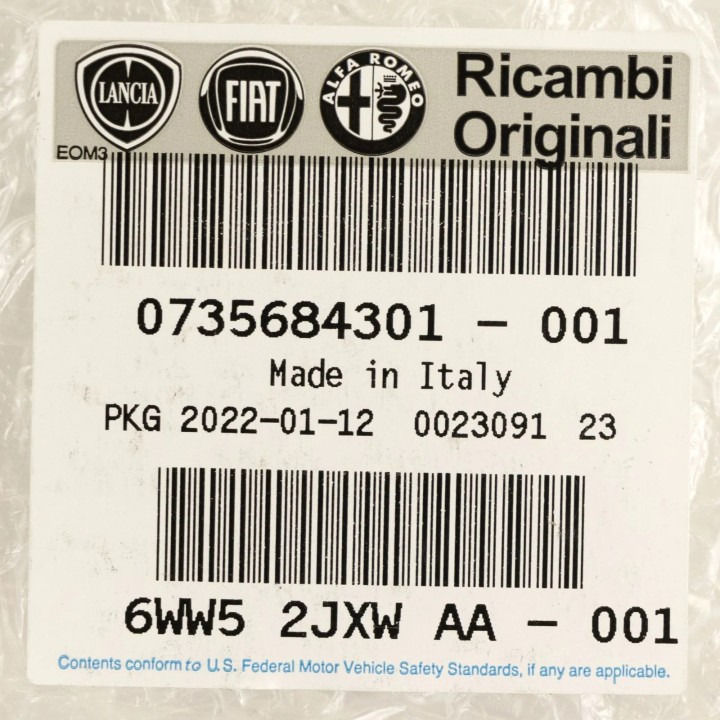 LANCIA FIAT ALFA ROMEO Ricambi
Originali
EOM3
0735684301 - 001
Made in Italy
PKG 2022-01-12 0023091 23
6WW5 2JXW AA - 001
Contents conform to U.S. Federal Motor Vehicle Safety Standards, if any are applicable.